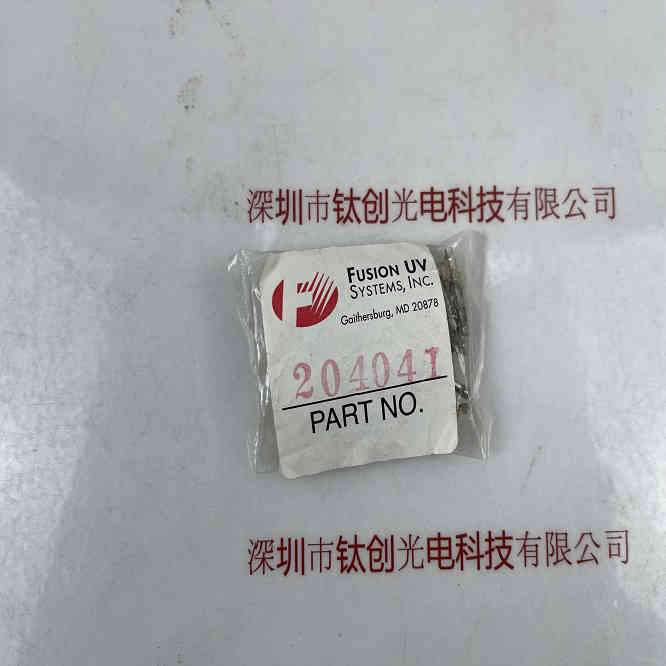 深圳市钛创光电科技有限公司
FUSION UV
SYSTEMS, INC.
Gaithersburg, MD 20878
204041
PART NO.
深圳市钛创光电科技有限公司